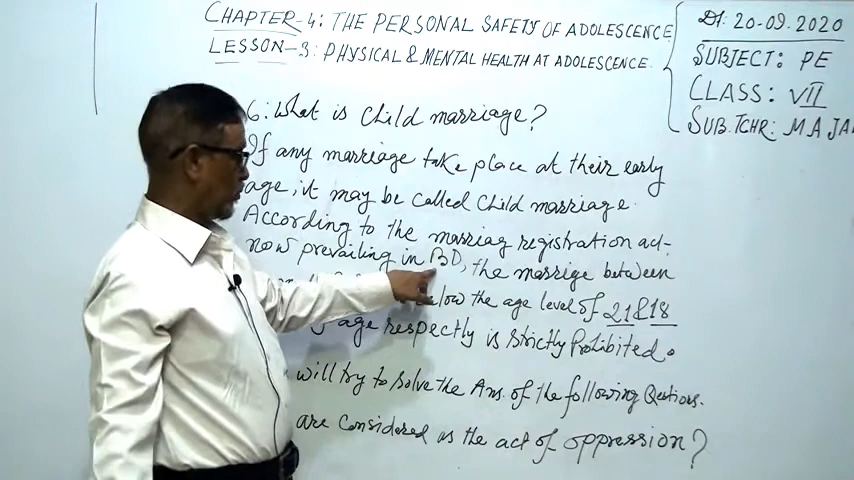 CHAPTER-4: THE PERSONAL SAFETY OF ADOLESCENCE
LESSON-3: PHYSICAL & MENTAL HEALTH AT ADOLESCENCE.
Dt: 20-09.2020
SUBJECT: PE
CLASS: VII
SUB.TCHR: M A JA
6: What is child marriage?
If any marriage take place at their early
age, it may be called child marriage.
According to the marriag registration act-
now prevailing in BD, the marrige between
low the age level of 21 & 18
age respectly is strictly Prohibited.
will try to solve the Ans. of the following Questions.
are considered as the act of oppression?